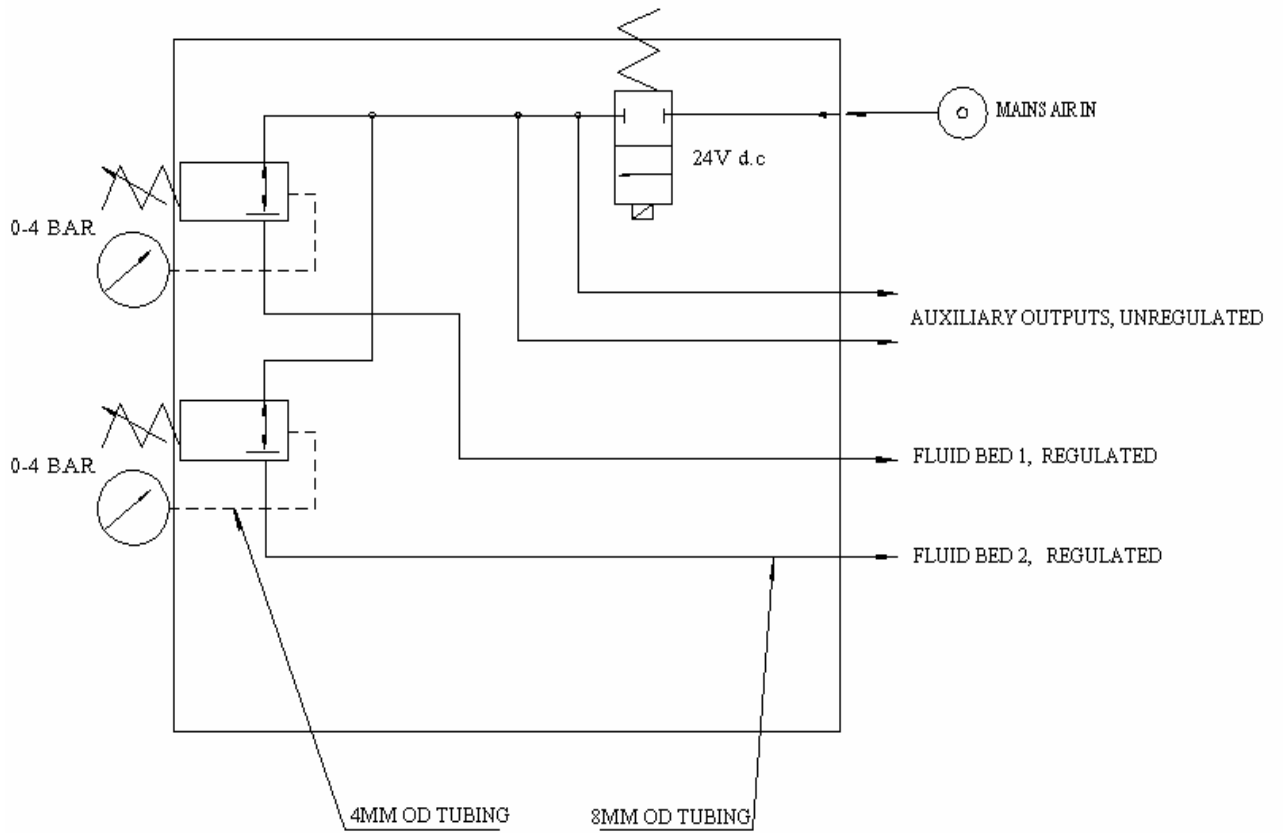 MAINS AIR IN
24V d.c
0-4 BAR
AUXILIARY OUTPUTS, UNREGULATED
0-4 BAR
FLUID BED 1, REGULATED
FLUID BED 2, REGULATED
4MM OD TUBING
8MM OD TUBING